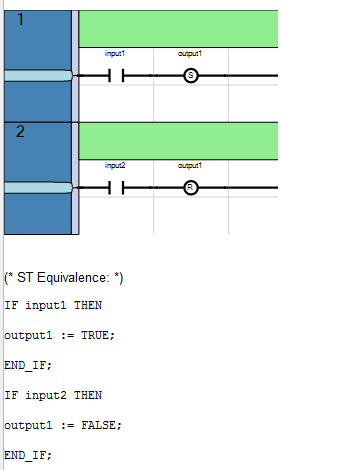 1
input1 output1
S
2
input2 output1
R
(* ST Equivalence: *)
IF input1 THEN
output1 := TRUE;
END_IF;
IF input2 THEN
output1 := FALSE;
END_IF;